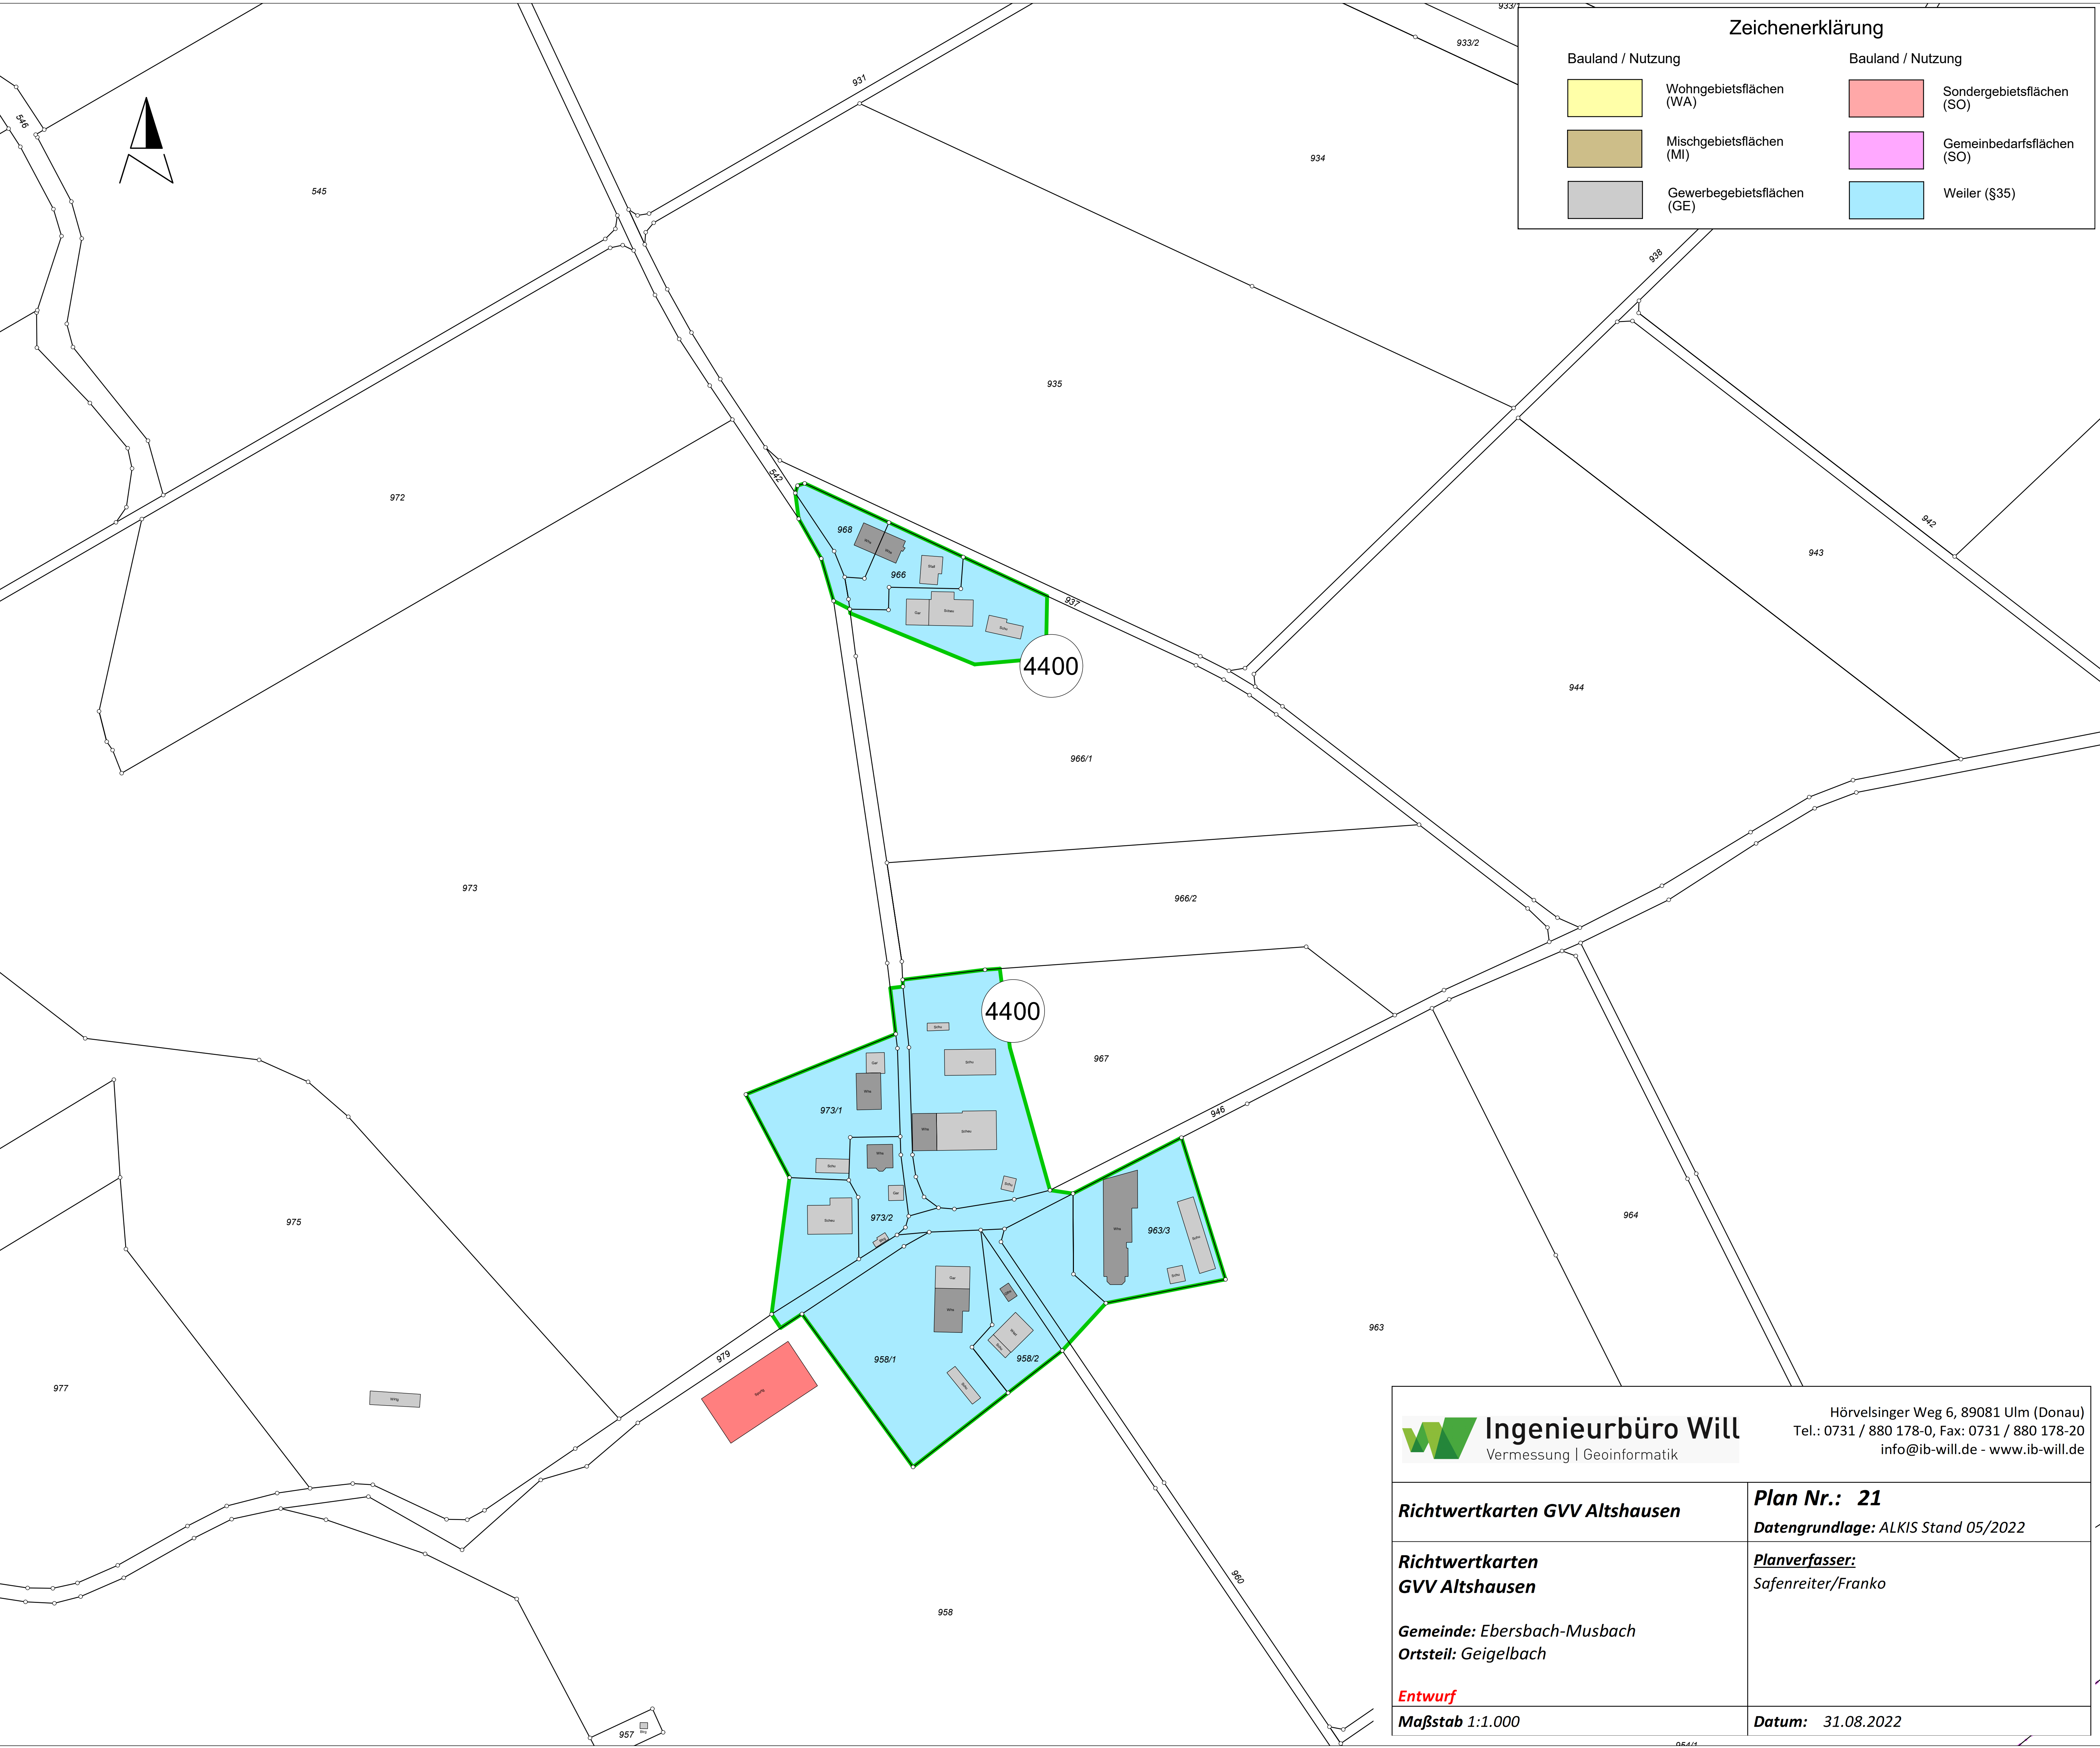 Zeichenerklärung
Bauland / Nutzung
Bauland / Nutzung
Wohngebietsflächen
(WA)
Sondergebietsflächen
(SO)
Mischgebietsflächen
(MI)
Gemeinbedarfsflächen
(SO)
Gewerbegebietsflächen
(GE)
Weiler (§35)
933/2
931
546
934
545
938
935
542
972
942
968
943
966
937
4400
944
966/1
973
966/2
4400
967
973/1
946
973/2
975
963/3
964
963
979
958/1
958/2
977
960
958
957
954/1
Ingenieurbüro Will
Vermessung | Geoinformatik
Hörvelsinger Weg 6, 89081 Ulm (Donau)
Tel.: 0731 / 880 178-0, Fax: 0731 / 880 178-20
info@ib-will.de - www.ib-will.de
Richtwertkarten GVV Altshausen
Plan Nr.: 21
Datengrundlage: ALKIS Stand 05/2022
Richtwertkarten
GVV Altshausen
Planverfasser:
Safenreiter/Franko
Gemeinde: Ebersbach-Musbach
Ortsteil: Geigelbach
Entwurf
Maßstab 1:1.000
Datum: 31.08.2022